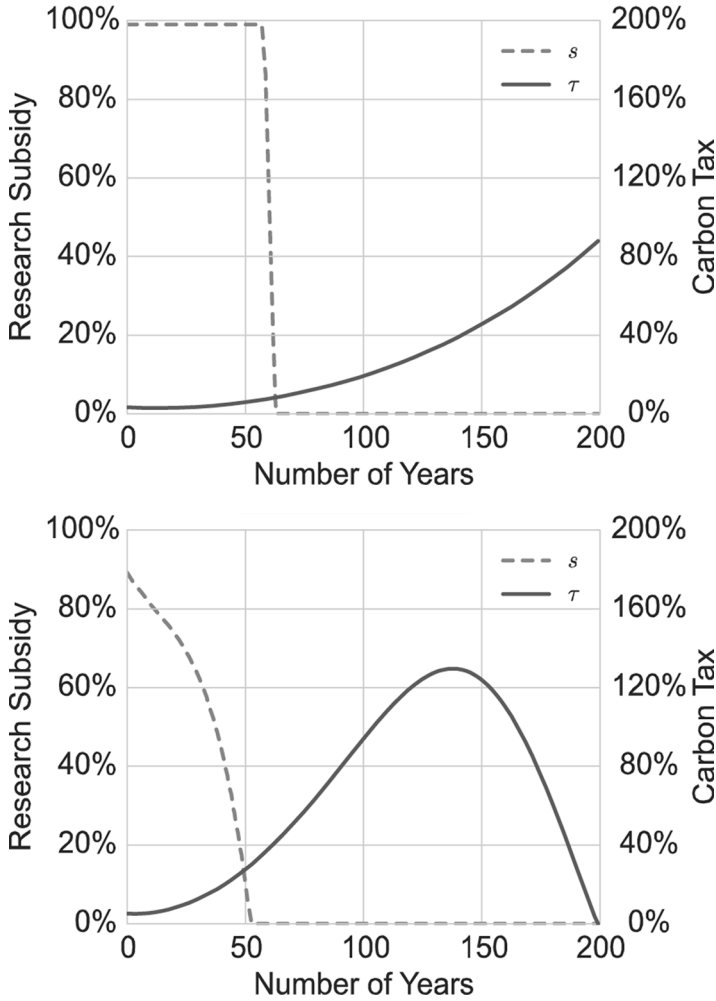 100% 200%
s
τ
80% 160%
60% 120%
40% 80%
20% 40%
0% 0%
0 50 100 150 200
Number of Years
Research Subsidy
Carbon Tax
100% 200%
s
τ
80% 160%
60% 120%
40% 80%
20% 40%
0% 0%
0 50 100 150 200
Number of Years
Research Subsidy
Carbon Tax